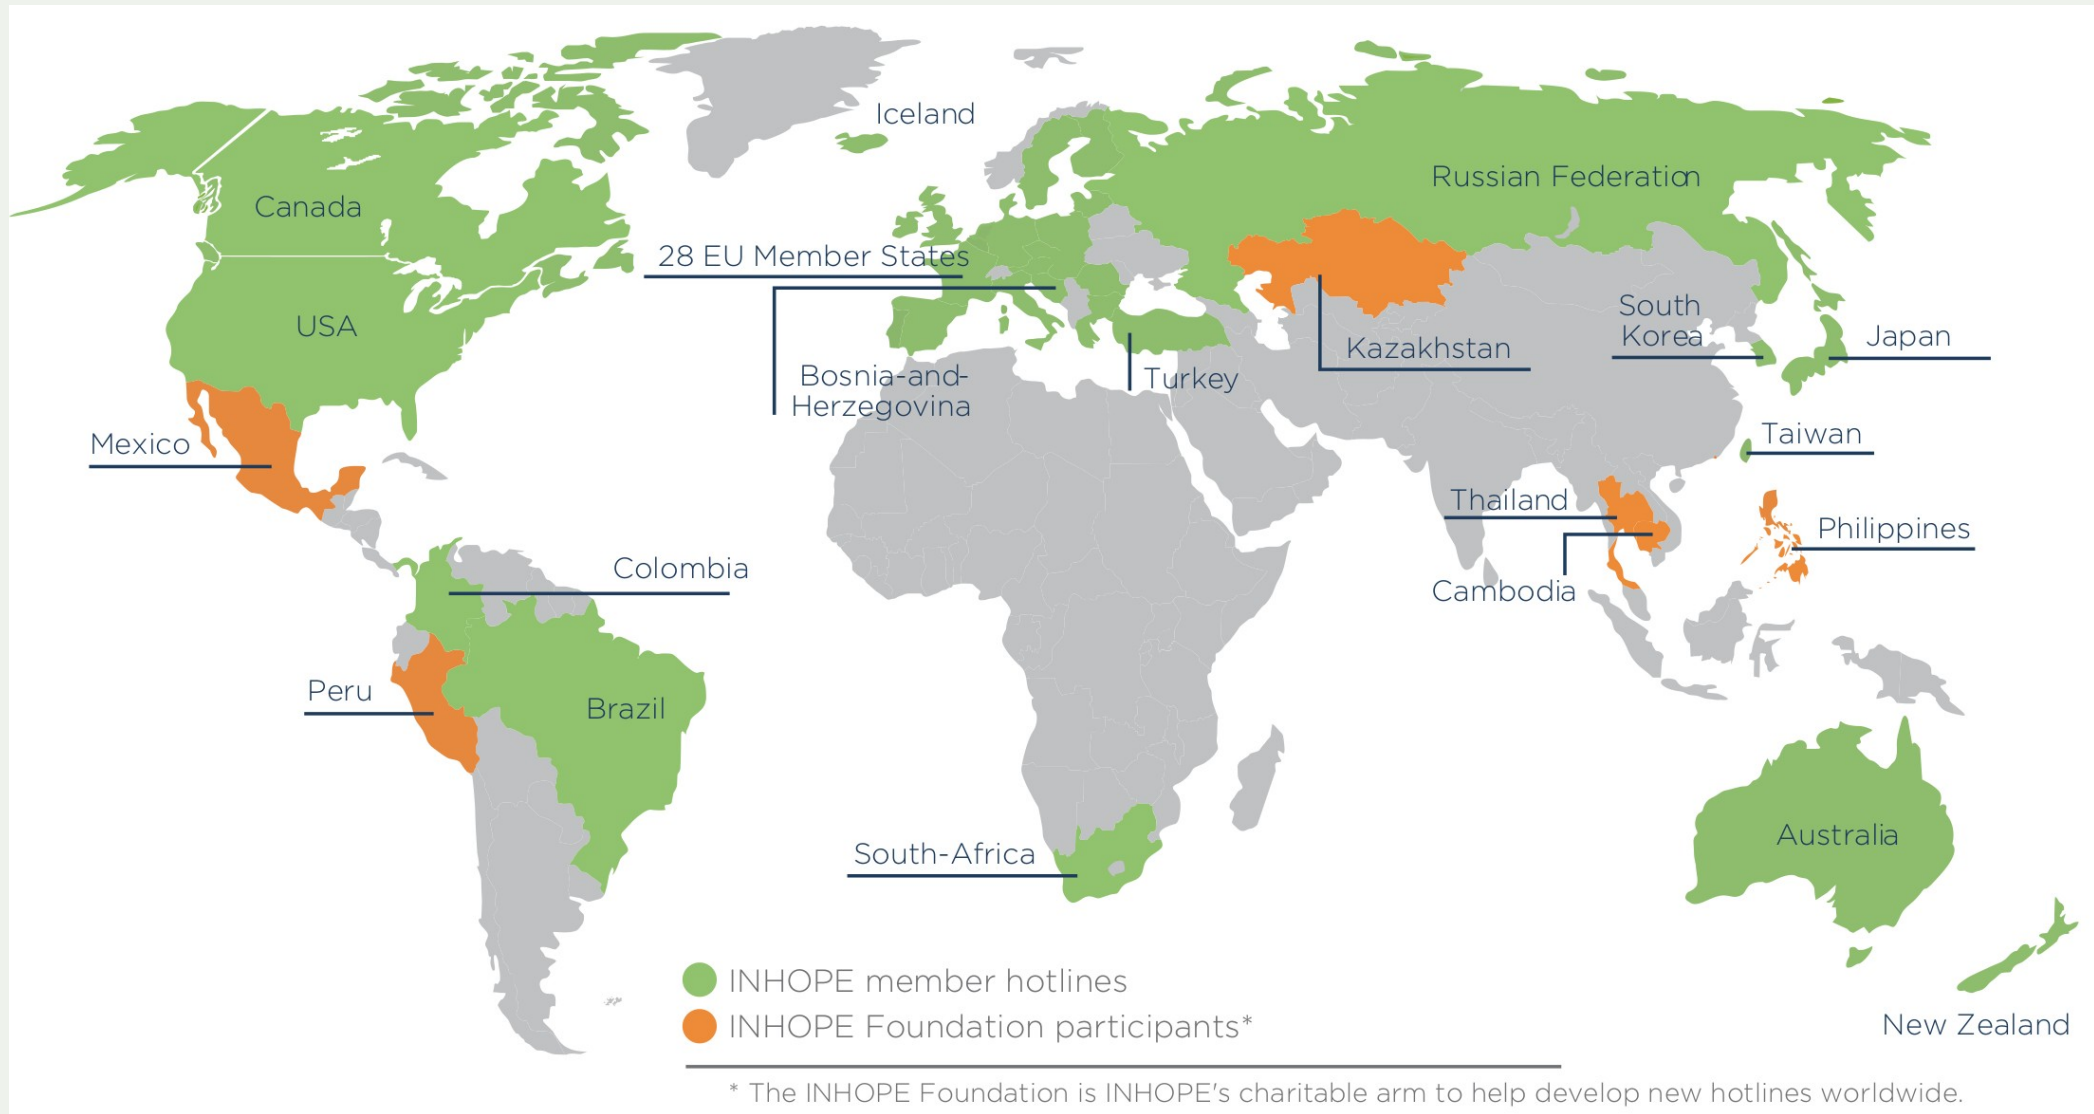 Iceland
Russian Federation
Canada
28 EU Member States
USA
South
Korea
Japan
Kazakhstan
Bosnia-and-
Herzegovina
Turkey
Mexico
Taiwan
Thailand
Philippines
Colombia
Cambodia
Peru
Brazil
Australia
South-Africa
INHOPE member hotlines
INHOPE Foundation participants*
New Zealand
* The INHOPE Foundation is INHOPE's charitable arm to help develop new hotlines worldwide.